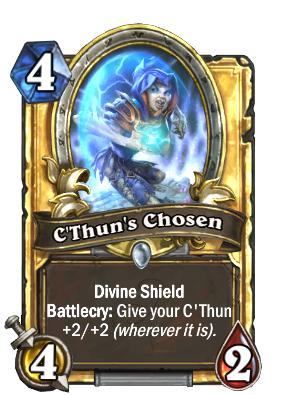 4
C'Thun's Chosen
Divine Shield
Battlecry: Give your C'Thun
+2/+2 (wherever it is).
4 2